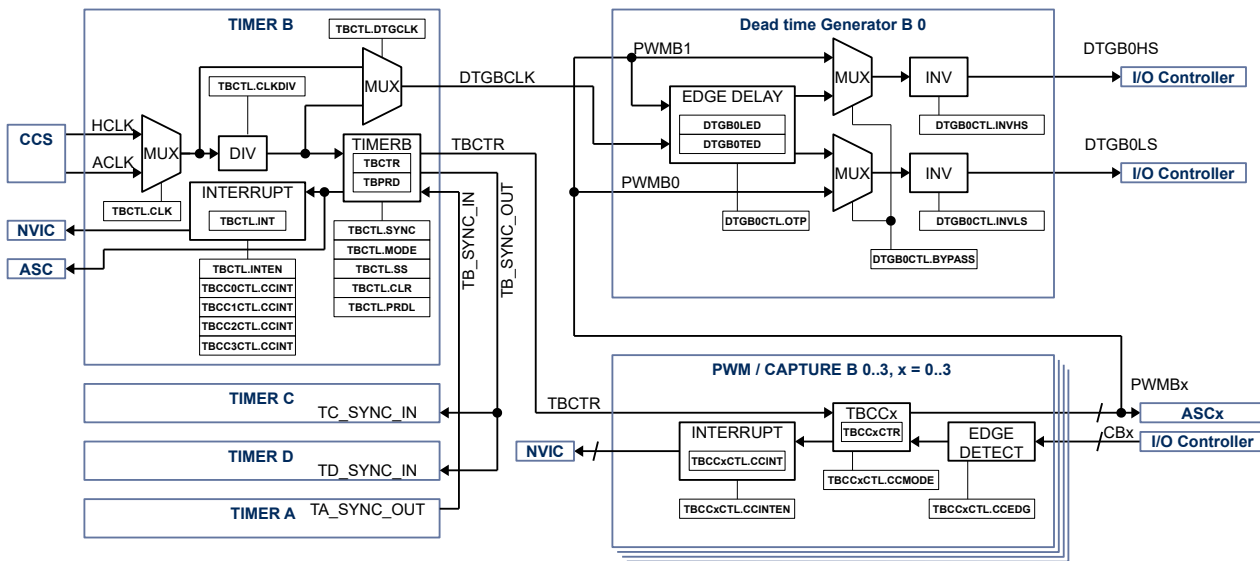 TIMER B
TBCTL.DTGCLK
MUX
TBCTL.CLKDIV
CCS
HCLK
ACLK
MUX
DIV
TIMERB
TBCTR
TBPRD
TBCTL.CLK
INTERRUPT
TBCTL.INT
NVIC
ASC
TBCTL.INTEN
TBCC0CTL.CCINT
TBCC1CTL.CCINT
TBCC2CTL.CCINT
TBCC3CTL.CCINT
TBCTL.SYNC
TBCTL.MODE
TBCTL.SS
TBCTL.CLR
TBCTL.PRDL
DTGBCLK
TBCTR
TB_SYNC_IN
TB_SYNC_OUT
TIMER C
TC_SYNC_IN
TIMER D
TD_SYNC_IN
TIMER A
TA_SYNC_OUT
Dead time Generator B 0
PWMB1
EDGE DELAY
DTGB0LED
DTGB0TED
DTGB0CTL.OTP
PWMB0
MUX
INV
DTGB0CTL.INVHS
DTGB0HS
I/O Controller
MUX
INV
DTGB0CTL.INVLS
DTGB0LS
I/O Controller
DTGB0CTL.BYPASS
PWM / CAPTURE B 0..3, x = 0..3
TBCTR
TBCCx
TBCCxCTR
TBCCxCTL.CCMODE
INTERRUPT
TBCCxCTL.CCINT
TBCCxCTL.CCINTEN
NVIC
EDGE
DETECT
TBCCxCTL.CCEDG
PWMBx
ASCx
CBx
I/O Controller